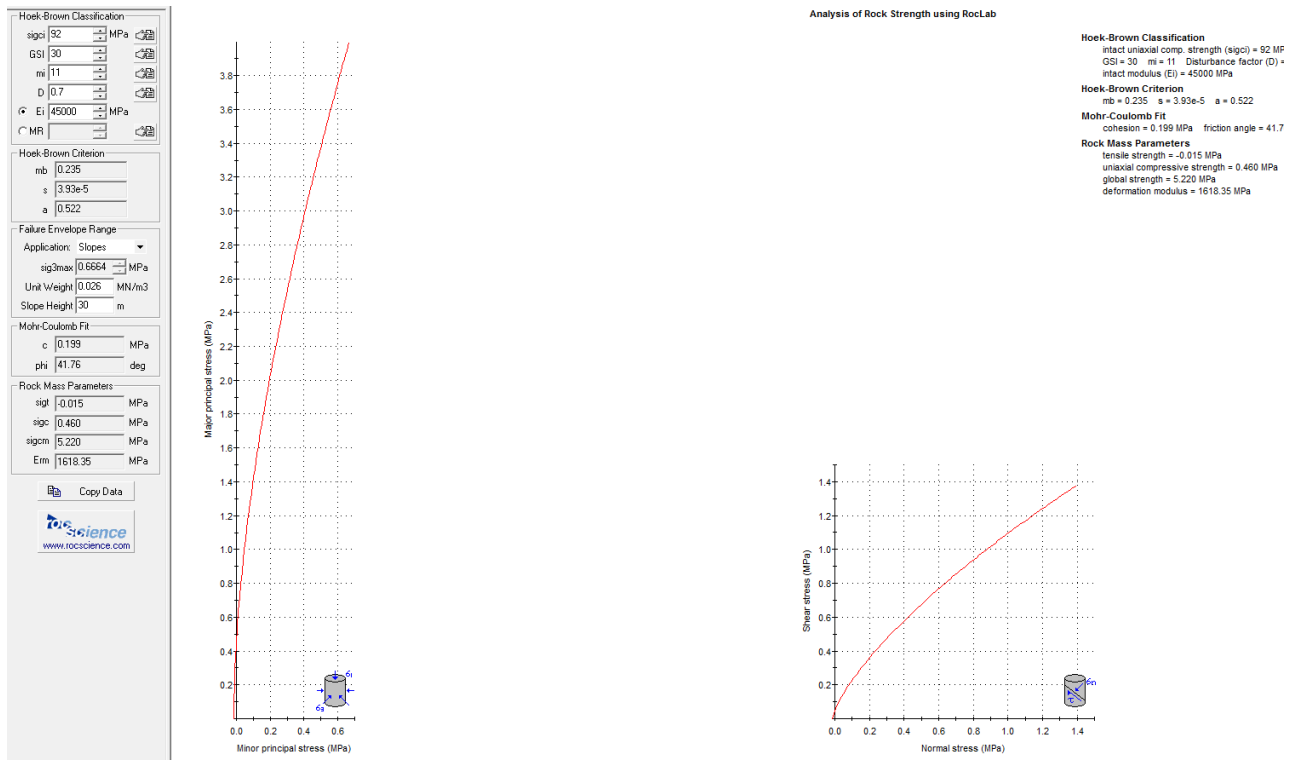 Hoek-Brown Classification
sigci 92 MPa
GSI 30
mi 11
D 0.7
Ei 45000 MPa
MR
Hoek-Brown Criterion
mb 0.235
s 3.93e-5
a 0.522
Failure Envelope Range
Application: Slopes
sig3max 0.6664 MPa
Unit Weight 0.026 MN/m3
Slope Height 30 m
Mohr-Coulomb Fit
c 0.199 MPa
phi 41.76 deg
Rock Mass Parameters
sigt -0.015 MPa
sigc 0.460 MPa
sigcm 5.220 MPa
Erm 1618.35 MPa
Copy Data
rocscience
www.rocscience.com
Major principal stress (MPa)
3.8
3.6
3.4
3.2
3.0
2.8
2.6
2.4
2.2
2.0
1.8
1.6
1.4
1.2
1.0
0.8
0.6
0.4
0.2
0.0 0.2 0.4 0.6
Minor principal stress (MPa)
σ1
σ3
Analysis of Rock Strength using RocLab
Hoek-Brown Classification
intact uniaxial comp. strength (sigci) = 92 MP
GSI = 30 mi = 11 Disturbance factor (D) =
intact modulus (Ei) = 45000 MPa
Hoek-Brown Criterion
mb = 0.235 s = 3.93e-5 a = 0.522
Mohr-Coulomb Fit
cohesion = 0.199 MPa friction angle = 41.7
Rock Mass Parameters
tensile strength = -0.015 MPa
uniaxial compressive strength = 0.460 MPa
global strength = 5.220 MPa
deformation modulus = 1618.35 MPa
Shear stress (MPa)
1.4
1.2
1.0
0.8
0.6
0.4
0.2
0.0 0.2 0.4 0.6 0.8 1.0 1.2 1.4
Normal stress (MPa)
σn
τ